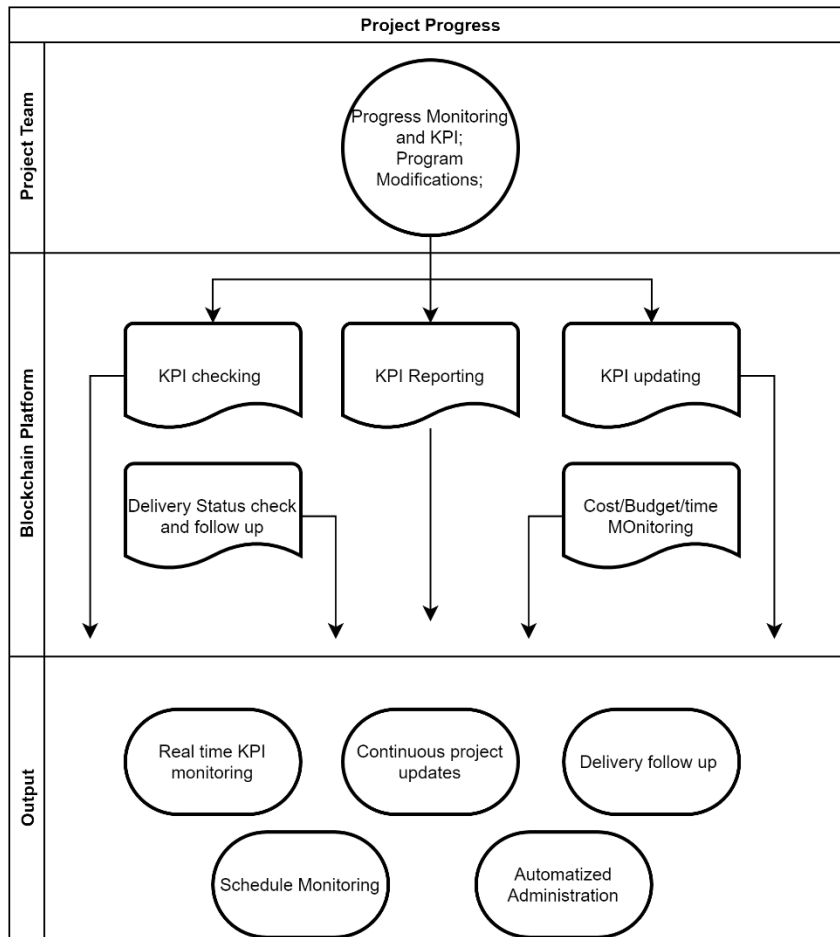 Project Progress
Project Team
Progress Monitoring
and KPI;
Program
Modifications;
Blockchain Platform
KPI checking
KPI Reporting
KPI updating
Delivery Status check
and follow up
Cost/Budget/time
MOnitoring
Output
Real time KPI
monitoring
Continuous project
updates
Delivery follow up
Schedule Monitoring
Automatized
Administration